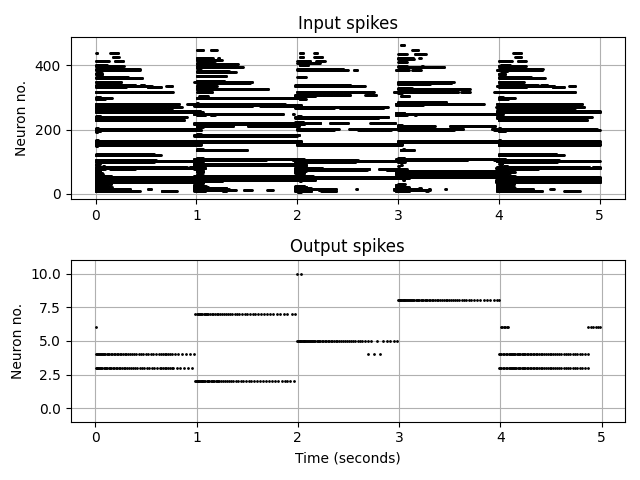 Input spikes
Neuron no.
400
200
0
0 1 2 3 4 5
Output spikes
Neuron no.
10.0
7.5
5.0
2.5
0.0
0 1 2 3 4 5
Time (seconds)